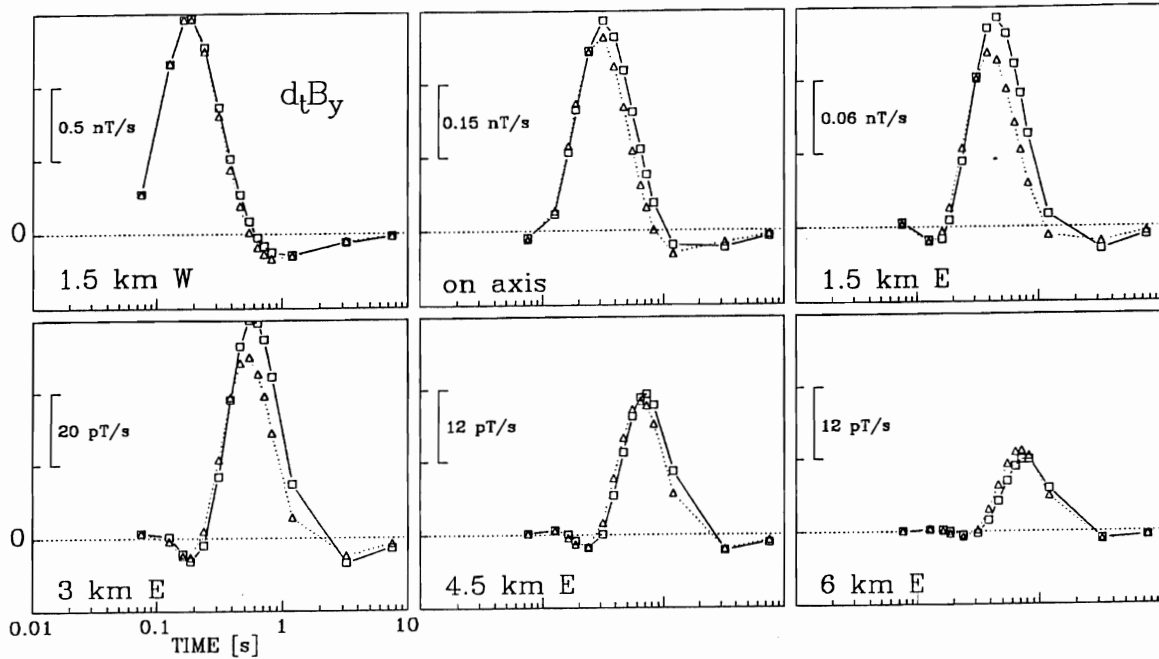 0.5 nT/s
dₜBᵧ
0
1.5 km W
0.15 nT/s
on axis
0.06 nT/s
1.5 km E
20 pT/s
0
3 km E
12 pT/s
4.5 km E
12 pT/s
6 km E
0.01 0.1 1 10
TIME [s]